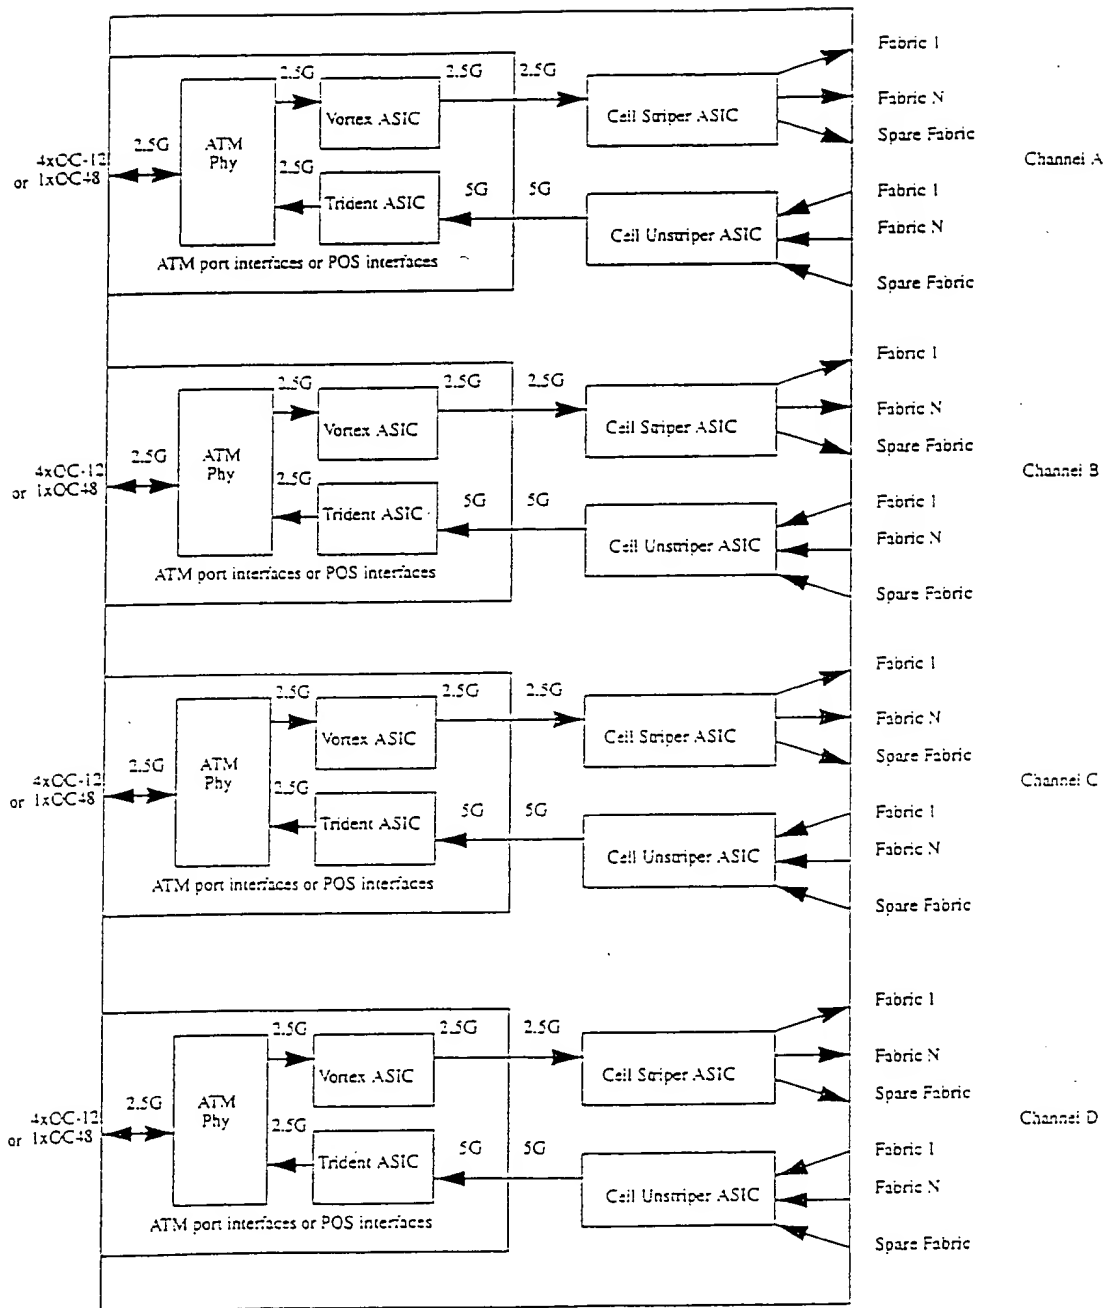 Fabric 1
2.5G 2.5G 2.5G
Vortex ASIC
Cell Striper ASIC
Fabric N
Spare Fabric
4xOC-12
or 1xOC48
2.5G
ATM
Phy
2.5G
Channel A
Trident ASIC
5G 5G
Fabric 1
Cell Unstriper ASIC
Fabric N
ATM port interfaces or POS interfaces
Spare Fabric
Fabric 1
2.5G 2.5G 2.5G
Vortex ASIC
Cell Striper ASIC
Fabric N
Spare Fabric
4xOC-12
or 1xOC48
2.5G
ATM
Phy
2.5G
Channel B
Trident ASIC
5G 5G
Fabric 1
Cell Unstriper ASIC
Fabric N
ATM port interfaces or POS interfaces
Spare Fabric
Fabric 1
2.5G 2.5G 2.5G
Vortex ASIC
Cell Striper ASIC
Fabric N
Spare Fabric
4xOC-12
or 1xOC48
2.5G
ATM
Phy
2.5G
Channel C
Trident ASIC
5G 5G
Fabric 1
Cell Unstriper ASIC
Fabric N
ATM port interfaces or POS interfaces
Spare Fabric
Fabric 1
2.5G 2.5G 2.5G
Vortex ASIC
Cell Striper ASIC
Fabric N
Spare Fabric
4xOC-12
or 1xOC48
2.5G
ATM
Phy
2.5G
Channel D
Trident ASIC
5G 5G
Fabric 1
Cell Unstriper ASIC
Fabric N
ATM port interfaces or POS interfaces
Spare Fabric